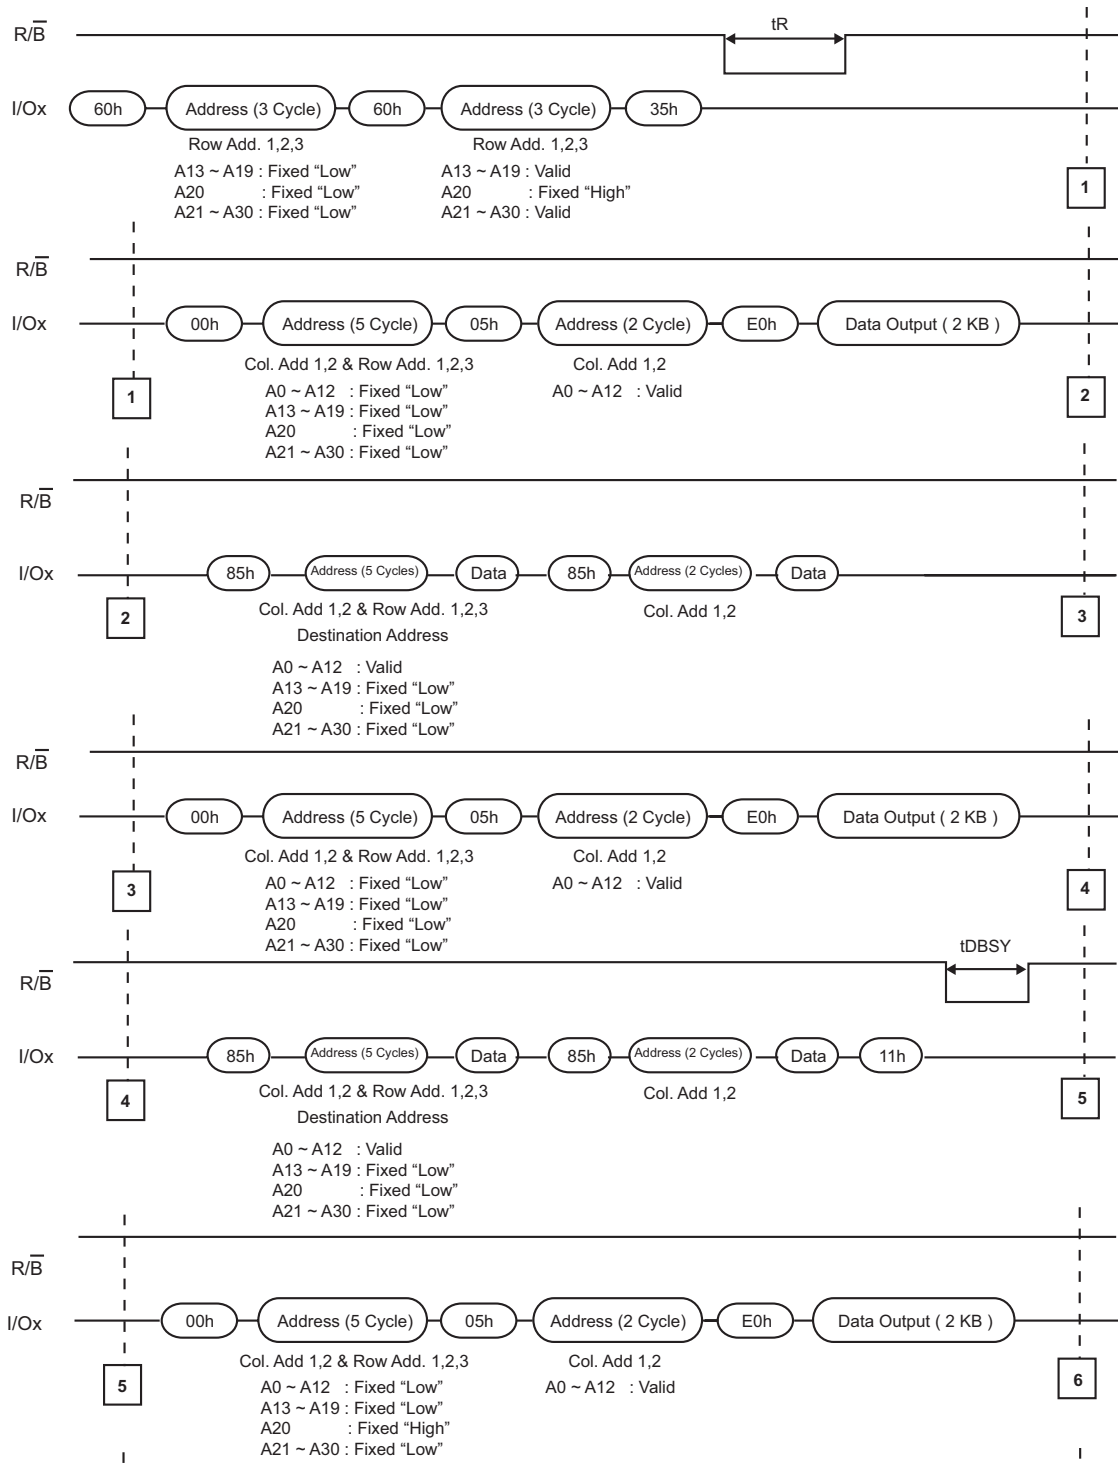 tR
R/B̅
I/Ox 60h Address (3 Cycle) 60h Address (3 Cycle) 35h
Row Add. 1,2,3 Row Add. 1,2,3
A13 ~ A19 : Fixed “Low” A13 ~ A19 : Valid
A20 : Fixed “Low” A20 : Fixed “High”
A21 ~ A30 : Fixed “Low” A21 ~ A30 : Valid
1
R/B̅
I/Ox 00h Address (5 Cycle) 05h Address (2 Cycle) E0h Data Output ( 2 KB )
Col. Add 1,2 & Row Add. 1,2,3 Col. Add 1,2
A0 ~ A12 : Fixed “Low” A0 ~ A12 : Valid
A13 ~ A19 : Fixed “Low”
A20 : Fixed “Low”
A21 ~ A30 : Fixed “Low”
1 2
R/B̅
I/Ox 85h Address (5 Cycles) Data 85h Address (2 Cycles) Data
Col. Add 1,2 & Row Add. 1,2,3 Col. Add 1,2
Destination Address
2 3
A0 ~ A12 : Valid
A13 ~ A19 : Fixed “Low”
A20 : Fixed “Low”
A21 ~ A30 : Fixed “Low”
R/B̅
I/Ox 00h Address (5 Cycle) 05h Address (2 Cycle) E0h Data Output ( 2 KB )
Col. Add 1,2 & Row Add. 1,2,3 Col. Add 1,2
A0 ~ A12 : Fixed “Low” A0 ~ A12 : Valid
A13 ~ A19 : Fixed “Low”
A20 : Fixed “Low”
A21 ~ A30 : Fixed “Low”
3 4
tDBSY
R/B̅
I/Ox 85h Address (5 Cycles) Data 85h Address (2 Cycles) Data 11h
Col. Add 1,2 & Row Add. 1,2,3 Col. Add 1,2
Destination Address
4 5
A0 ~ A12 : Valid
A13 ~ A19 : Fixed “Low”
A20 : Fixed “Low”
A21 ~ A30 : Fixed “Low”
R/B̅
I/Ox 00h Address (5 Cycle) 05h Address (2 Cycle) E0h Data Output ( 2 KB )
Col. Add 1,2 & Row Add. 1,2,3 Col. Add 1,2
A0 ~ A12 : Fixed “Low” A0 ~ A12 : Valid
A13 ~ A19 : Fixed “Low”
A20 : Fixed “High”
A21 ~ A30 : Fixed “Low”
5 6